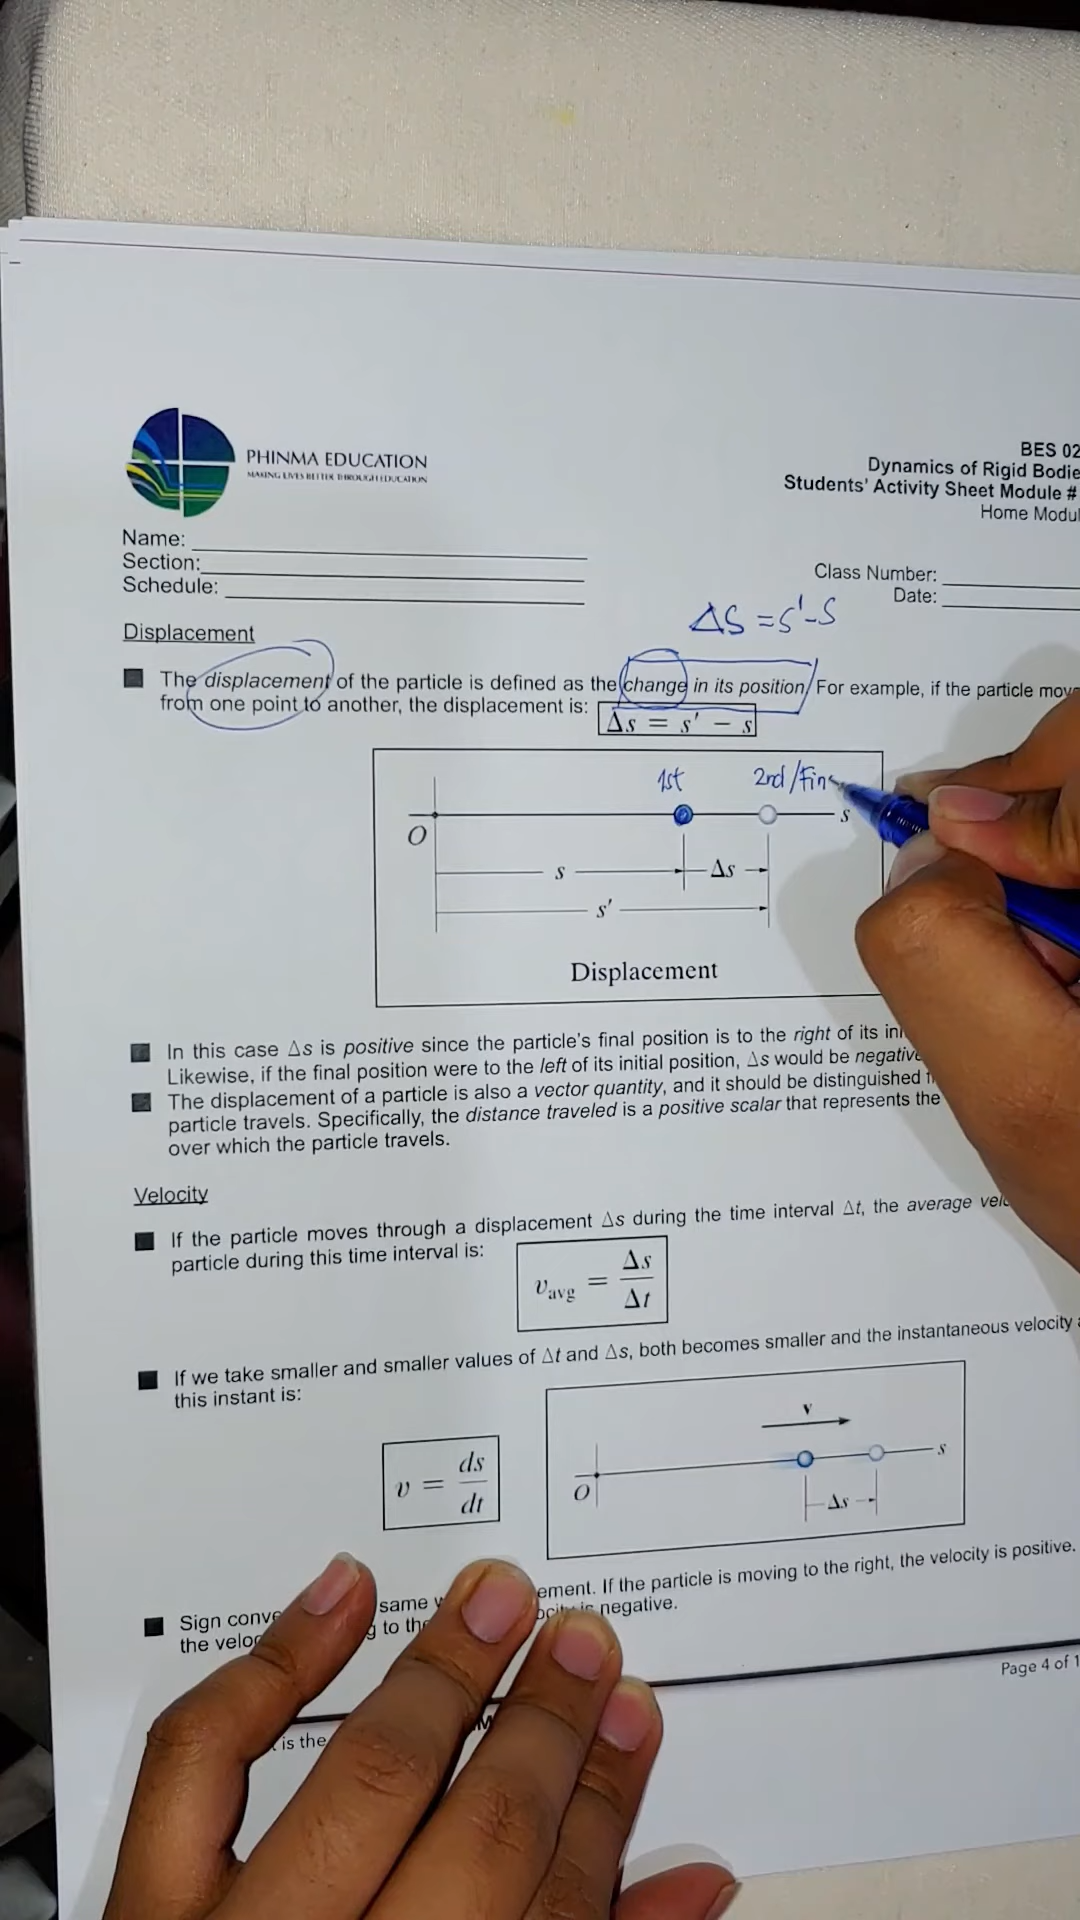 PHINMA EDUCATION
MAKING LIVES BETTER THROUGH EDUCATION
BES 02
Dynamics of Rigid Bodie
Students' Activity Sheet Module #
Home Modul
Name:
Section:
Schedule:
Class Number:
Date:
ΔS = S' - S
Displacement
The displacement of the particle is defined as the change in its position. For example, if the particle move
from one point to another, the displacement is: Δs = s' − s
1st 2nd/Fin
O s
s Δs
s'
Displacement
In this case Δs is positive since the particle's final position is to the right of its
Likewise, if the final position were to the left of its initial position, Δs would be negative
The displacement of a particle is also a vector quantity, and it should be distinguished
particle travels. Specifically, the distance traveled is a positive scalar that represents the
over which the particle travels.
Velocity
If the particle moves through a displacement Δs during the time interval Δt, the average
particle during this time interval is:
v_avg = Δs/Δt
If we take smaller and smaller values of Δt and Δs, both becomes smaller and the instantaneous velocity a
this instant is:
v = ds/dt
v
O s
Δs
Sign conve same ement. If the particle is moving to the right, the velocity is positive.
the to the is negative.
Page 4 of 1
is the